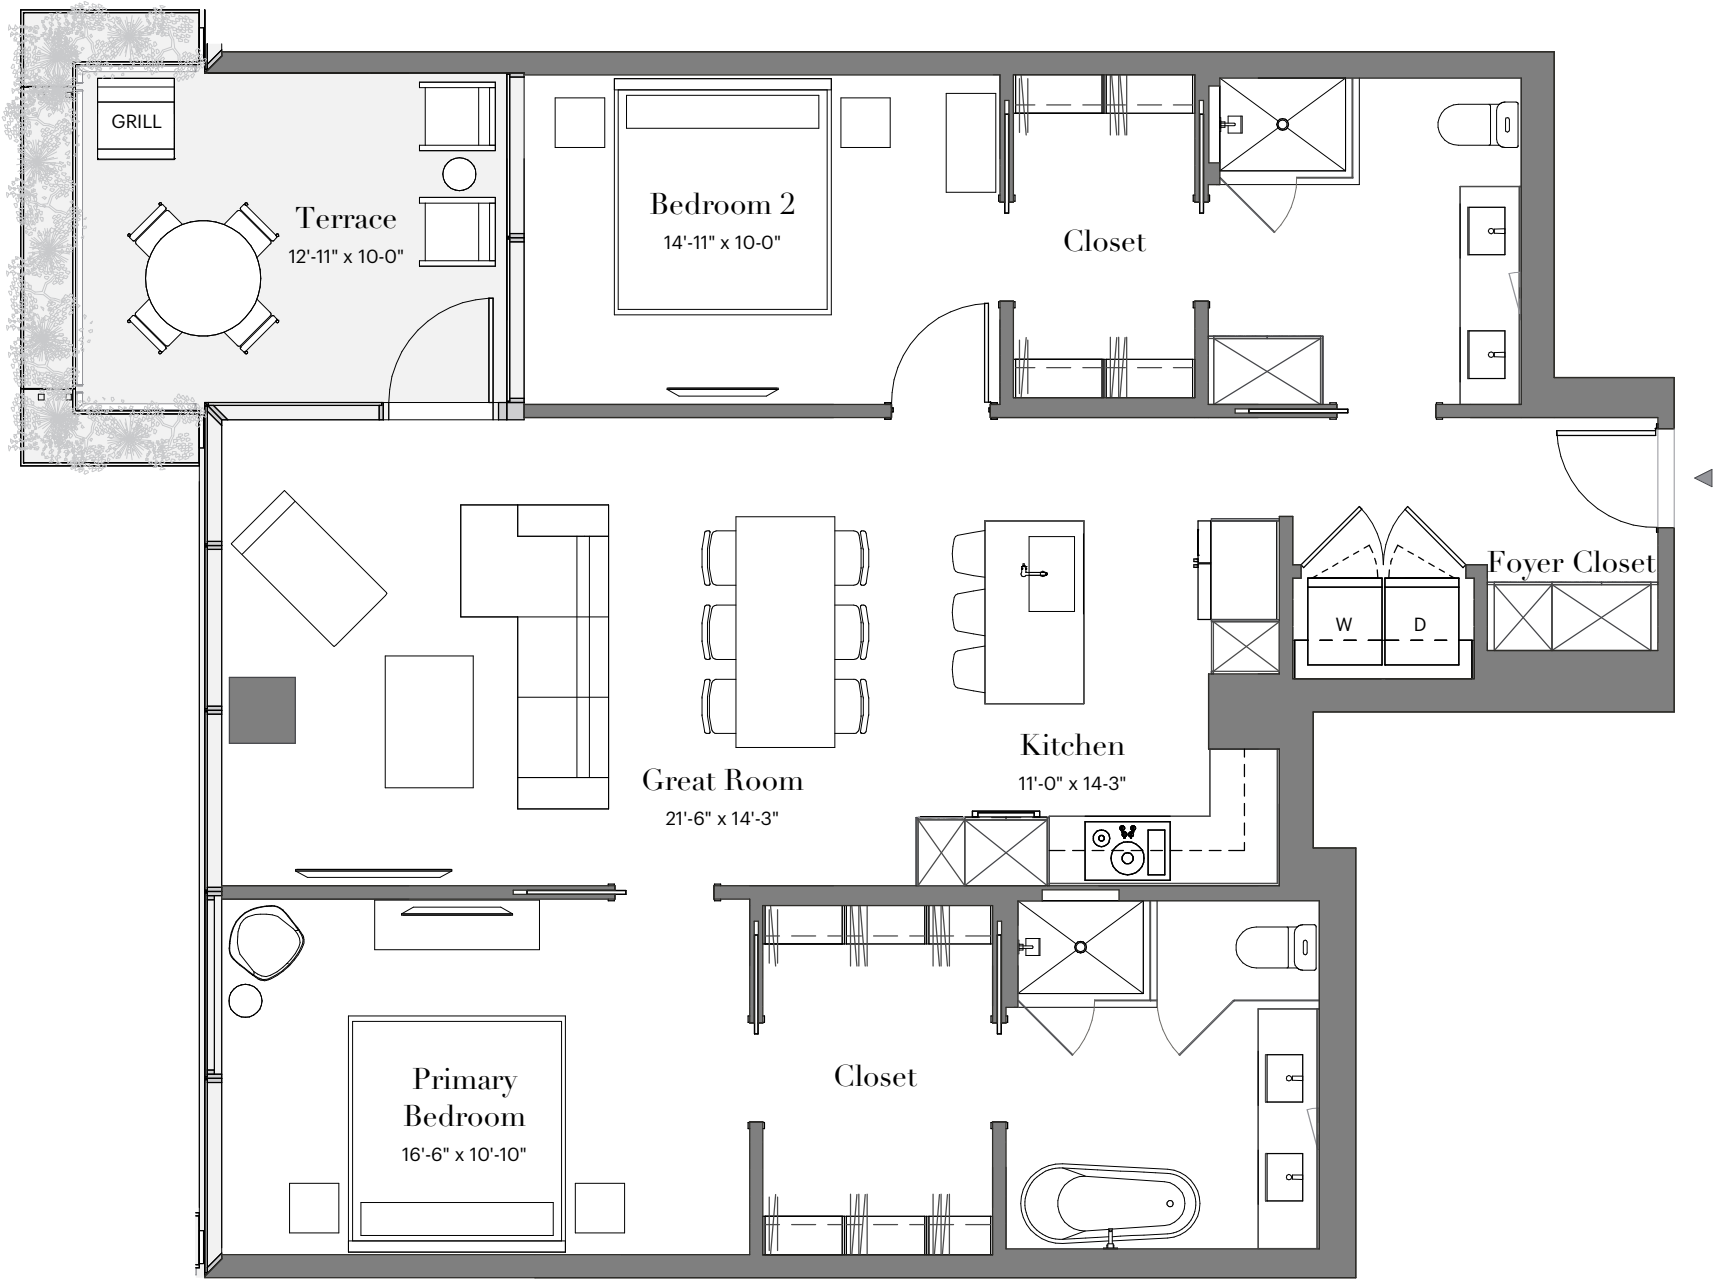 GRILL
Terrace
12'-11" x 10-0"
Bedroom 2
14'-11" x 10-0"
Closet
Foyer Closet
W
D
Kitchen
11'-0" x 14-3"
Great Room
21'-6" x 14'-3"
Primary
Bedroom
16'-6" x 10'-10"
Closet